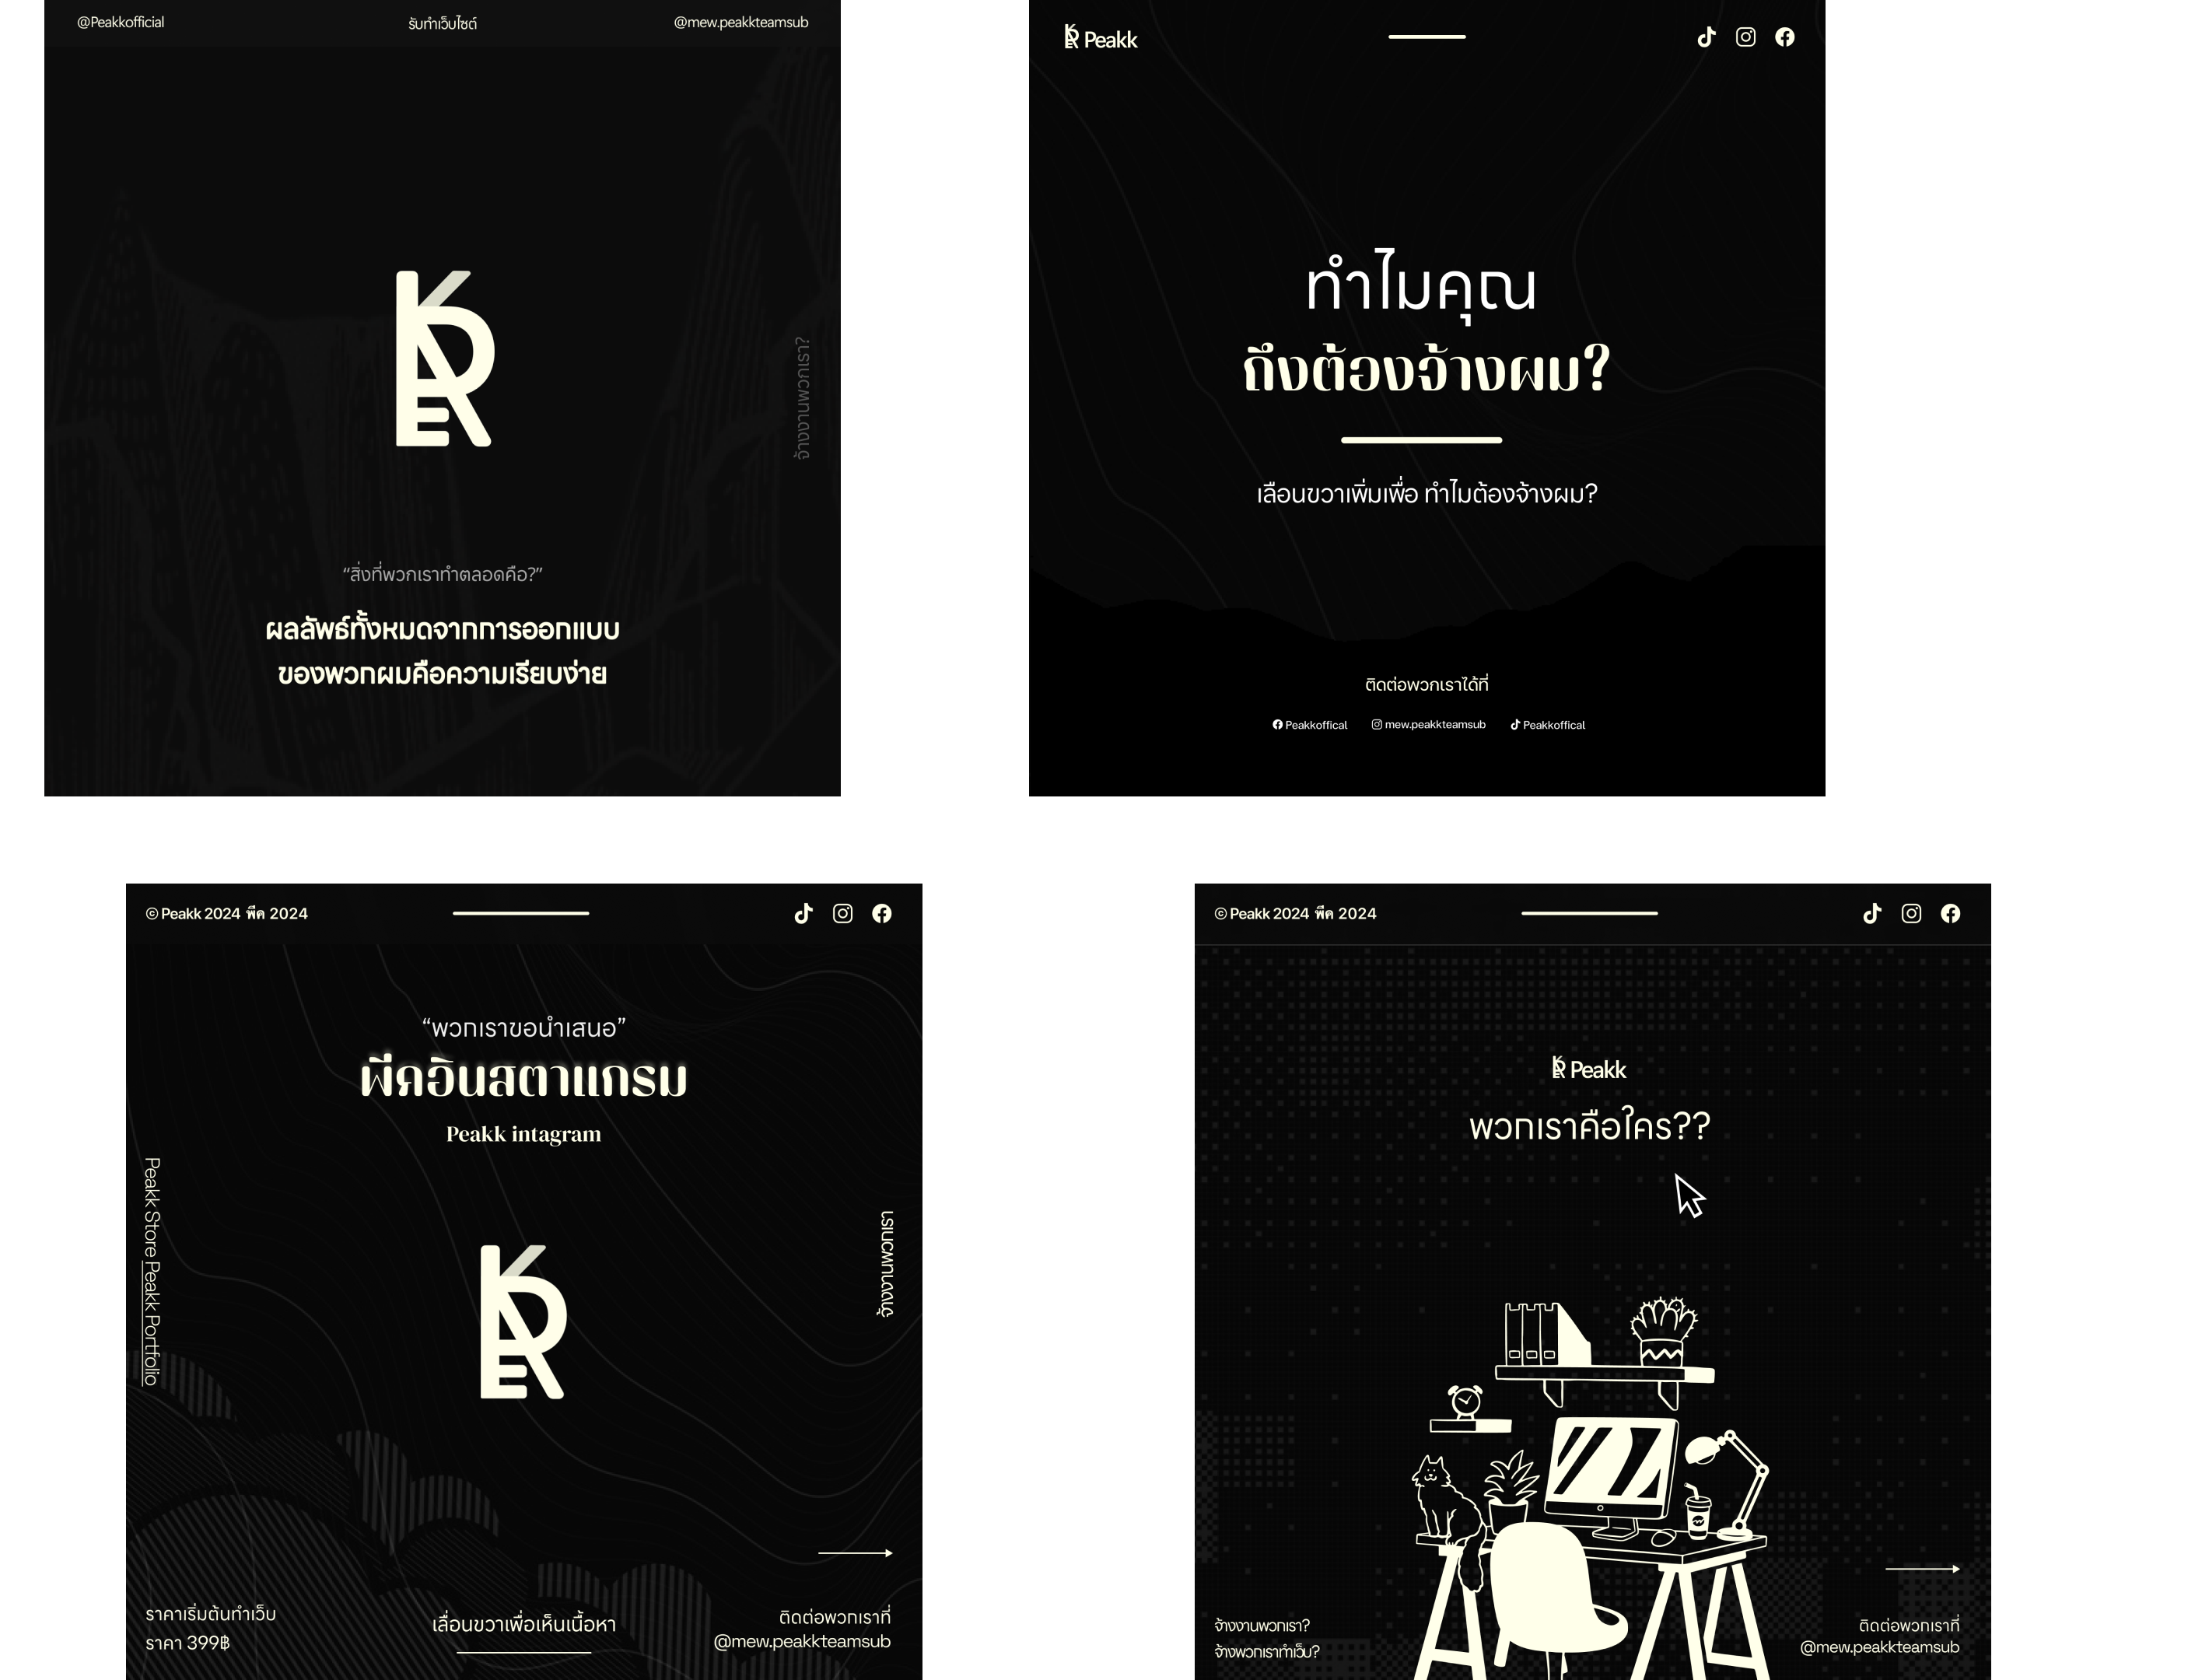 @Peakkofficial
รับทำเว็บไซต์
@mew.peakkteamsub
จ้างงานพวกเรา?
“สิ่งที่พวกเราทำตลอดคือ?”
ผลลัพธ์ทั้งหมดจากการออกแบบ
ของพวกผมคือความเรียบง่าย
Peakk
ทำไมคุณ
ถึงต้องจ้างผม?
เลือนขวาเพิ่มเพื่อ ทำไมต้องจ้างผม?
ติดต่อพวกเราได้ที่
Peakkoffical
mew.peakkteamsub
Peakkoffical
© Peakk 2024 พีค 2024
“พวกเราขอนำเสนอ”
พีคอินสตาแกรม
Peakk intagram
Peakk Store Peakk Portfolio
จ้างงานพวกเรา
ราคาเริ่มต้นทำเว็บ
ราคา 399฿
เลื่อนขวาเพื่อเห็นเนื้อหา
ติดต่อพวกเราที่
@mew.peakkteamsub
© Peakk 2024 พีค 2024
Peakk
พวกเราคือใคร??
จ้างงานพวกเรา?
จ้างพวกเราทำเว็บ?
ติดต่อพวกเราที่
@mew.peakkteamsub